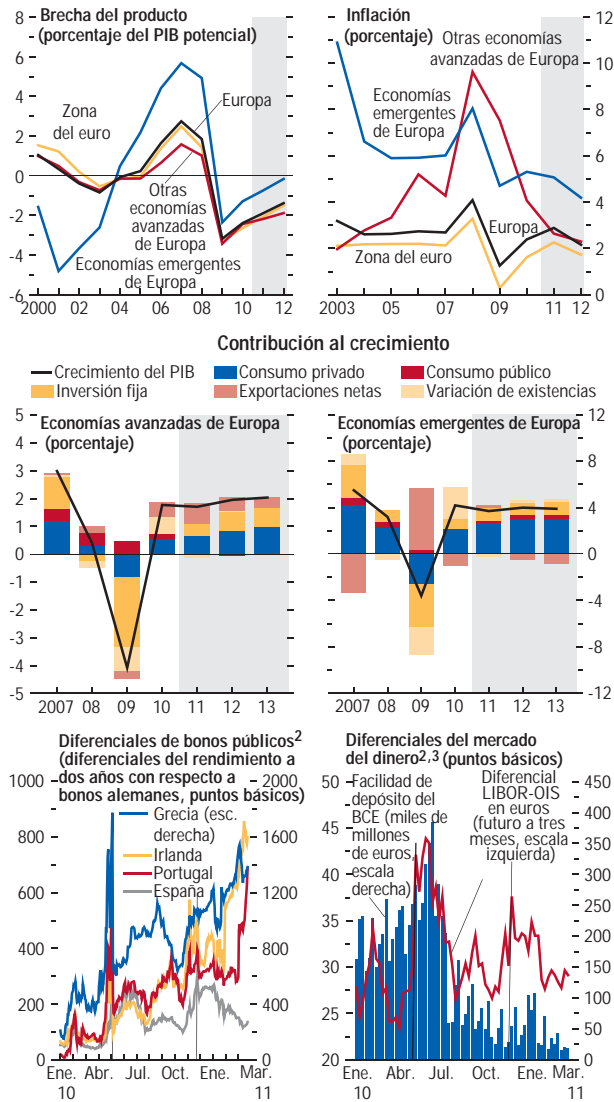 Brecha del producto
(porcentaje del PIB potencial)
8
6
4
2
0
-2
-4
-6
Zona
del euro
Europa
Otras
economías
avanzadas
de Europa
Economías emergentes
de Europa
2000 02 04 06 08 10 12
Inflación
(porcentaje)
12
10
8
6
4
2
0
Otras economías
avanzadas de Europa
Economías
emergentes
de Europa
Europa
Zona del euro
2003 05 07 09 11 12
Contribución al crecimiento
Crecimiento del PIB Consumo privado Consumo público
Inversión fija Exportaciones netas Variación de existencias
Economías avanzadas de Europa
(porcentaje)
5
4
3
2
1
0
-1
-2
-3
-4
-5
2007 08 09 10 11 12 13
Economías emergentes de Europa
(porcentaje)
12
8
4
0
-4
-8
-12
2007 08 09 10 11 12 13
Diferenciales de bonos públicos2
(diferenciales del rendimiento a
dos años con respecto a
bonos alemanes, puntos básicos)
1000
800
600
400
200
0
2000
1600
1200
800
400
0
Grecia (esc.
derecha)
Irlanda
Portugal
España
Ene. Abr. Jul. Oct. Ene. Mar.
10 11
Diferenciales del mercado
del dinero2,3 (puntos básicos)
50
45
40
35
30
25
20
450
400
350
300
250
200
150
100
50
0
Facilidad de
depósito del
BCE (miles de
millones
de euros,
escala
derecha)
Diferencial
LIBOR-OIS
en euros
(futuro a tres
meses, escala
izquierda)
Ene. Abr. Jul. Oct. Ene. Mar.
10 11